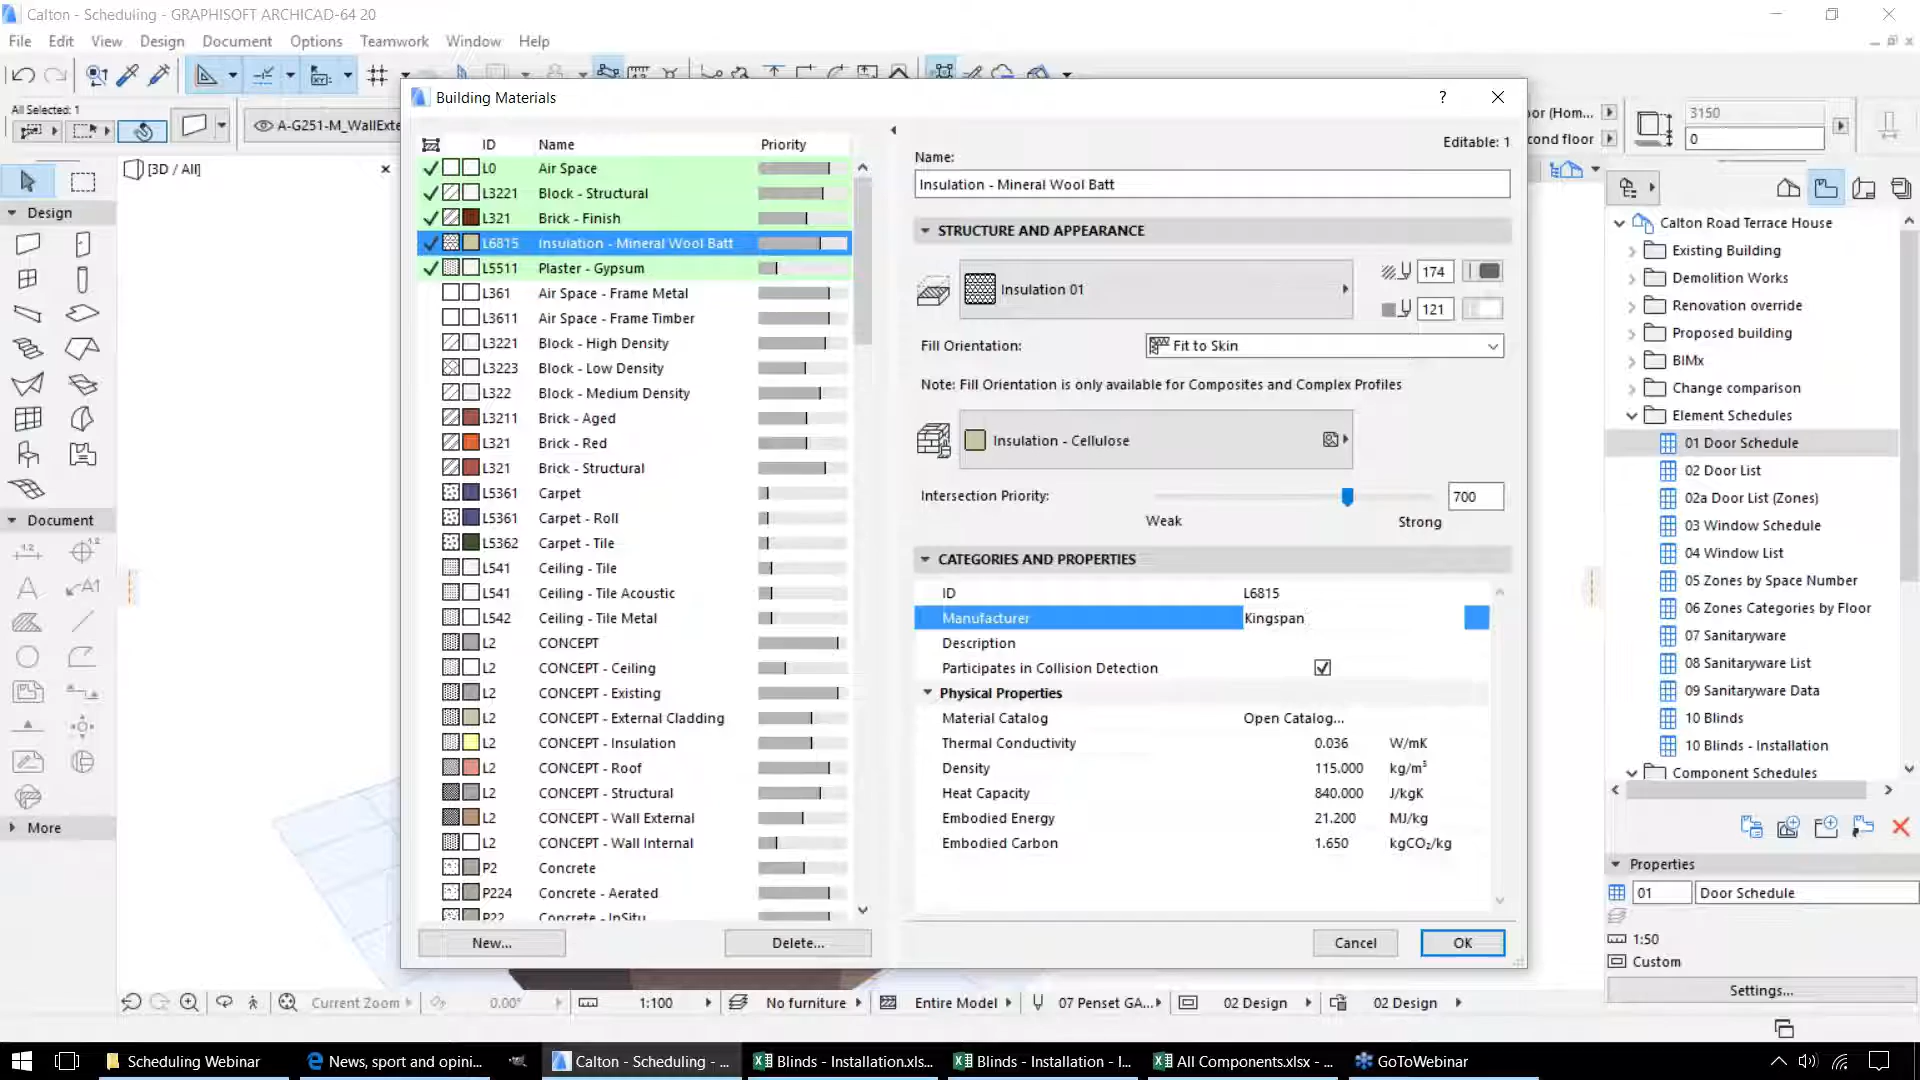 Calton - Scheduling - GRAPHISOFT ARCHICAD-64 20
File Edit View Design Document Options Teamwork Window Help
All Selected: 1
A-G251-M_WallExte
[3D / All]
Design
Document
More
Building Materials
ID Name Priority
L0 Air Space
L3221 Block - Structural
L321 Brick - Finish
L6815 Insulation - Mineral Wool Batt
L5511 Plaster - Gypsum
L361 Air Space - Frame Metal
L3611 Air Space - Frame Timber
L3221 Block - High Density
L3223 Block - Low Density
L322 Block - Medium Density
L3211 Brick - Aged
L321 Brick - Red
L321 Brick - Structural
L5361 Carpet
L5361 Carpet - Roll
L5362 Carpet - Tile
L541 Ceiling - Tile
L541 Ceiling - Tile Acoustic
L542 Ceiling - Tile Metal
L2 CONCEPT
L2 CONCEPT - Ceiling
L2 CONCEPT - Existing
L2 CONCEPT - External Cladding
L2 CONCEPT - Insulation
L2 CONCEPT - Roof
L2 CONCEPT - Structural
L2 CONCEPT - Wall External
L2 CONCEPT - Wall Internal
P2 Concrete
P224 Concrete - Aerated
P22 Concrete - InSitu
New... Delete...
?
Editable: 1
Name:
Insulation - Mineral Wool Batt
STRUCTURE AND APPEARANCE
Insulation 01
174
121
Fill Orientation: Fit to Skin
Note: Fill Orientation is only available for Composites and Complex Profiles
Insulation - Cellulose
Intersection Priority: 700
Weak Strong
CATEGORIES AND PROPERTIES
ID L6815
Manufacturer Kingspan
Description
Participates in Collision Detection
Physical Properties
Material Catalog Open Catalog...
Thermal Conductivity 0.036 W/mK
Density 115.000 kg/m³
Heat Capacity 840.000 J/kgK
Embodied Energy 21.200 MJ/kg
Embodied Carbon 1.650 kgCO₂/kg
Cancel OK
oor (Hom...
cond floor
3150
0
Calton Road Terrace House
Existing Building
Demolition Works
Renovation override
Proposed building
BIMx
Change comparison
Element Schedules
01 Door Schedule
02 Door List
02a Door List (Zones)
03 Window Schedule
04 Window List
05 Zones by Space Number
06 Zones Categories by Floor
07 Sanitaryware
08 Sanitaryware List
09 Sanitaryware Data
10 Blinds
10 Blinds - Installation
Component Schedules
Properties
01 Door Schedule
1:50
Custom
Settings...
Current Zoom 0.00° 1:100 No furniture Entire Model 07 Penset GA... 02 Design 02 Design
Scheduling Webinar News, sport and opini... Calton - Scheduling - ... Blinds - Installation.xls... Blinds - Installation - I... All Components.xlsx - ... GoToWebinar